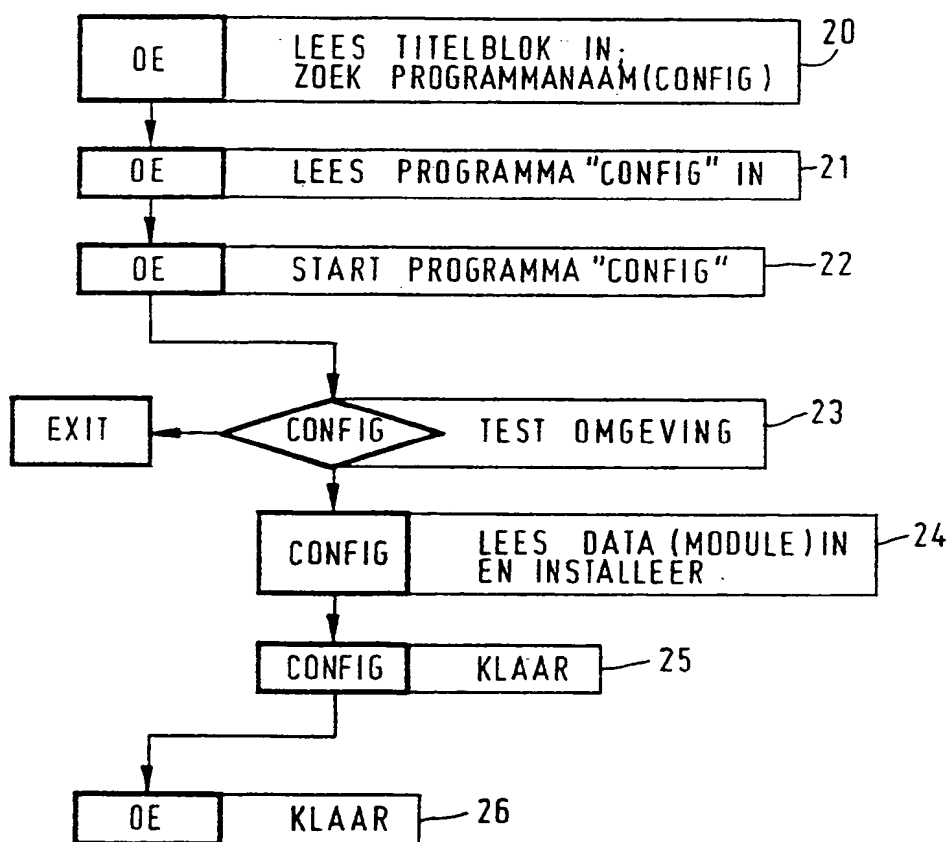 OE LEES TITELBLOK IN; 20
ZOEK PROGRAMMANAAM(CONFIG)
OE LEES PROGRAMMA "CONFIG" IN 21
OE START PROGRAMMA "CONFIG" 22
EXIT CONFIG TEST OMGEVING 23
CONFIG LEES DATA (MODULE) IN 24
EN INSTALLEER
CONFIG KLAAR 25
OE KLAAR 26